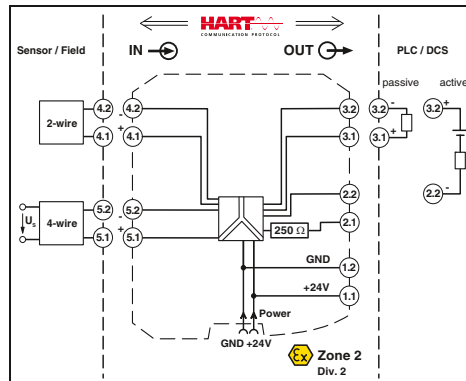 HART
COMMUNICATION PROTOCOL
Sensor / Field
IN
OUT
PLC / DCS
passive
active
2-wire
4.2
4.2
-
3.2
3.2
-
3.2
+
4.1
+
4.1
3.1
3.1
+
5.2
5.2
-
2.2
2.2
-
Us
4-wire
5.1
+
5.1
250 Ω
2.1
GND
1.2
+24V
1.1
Power
GND +24V
Ex
Zone 2
Div. 2